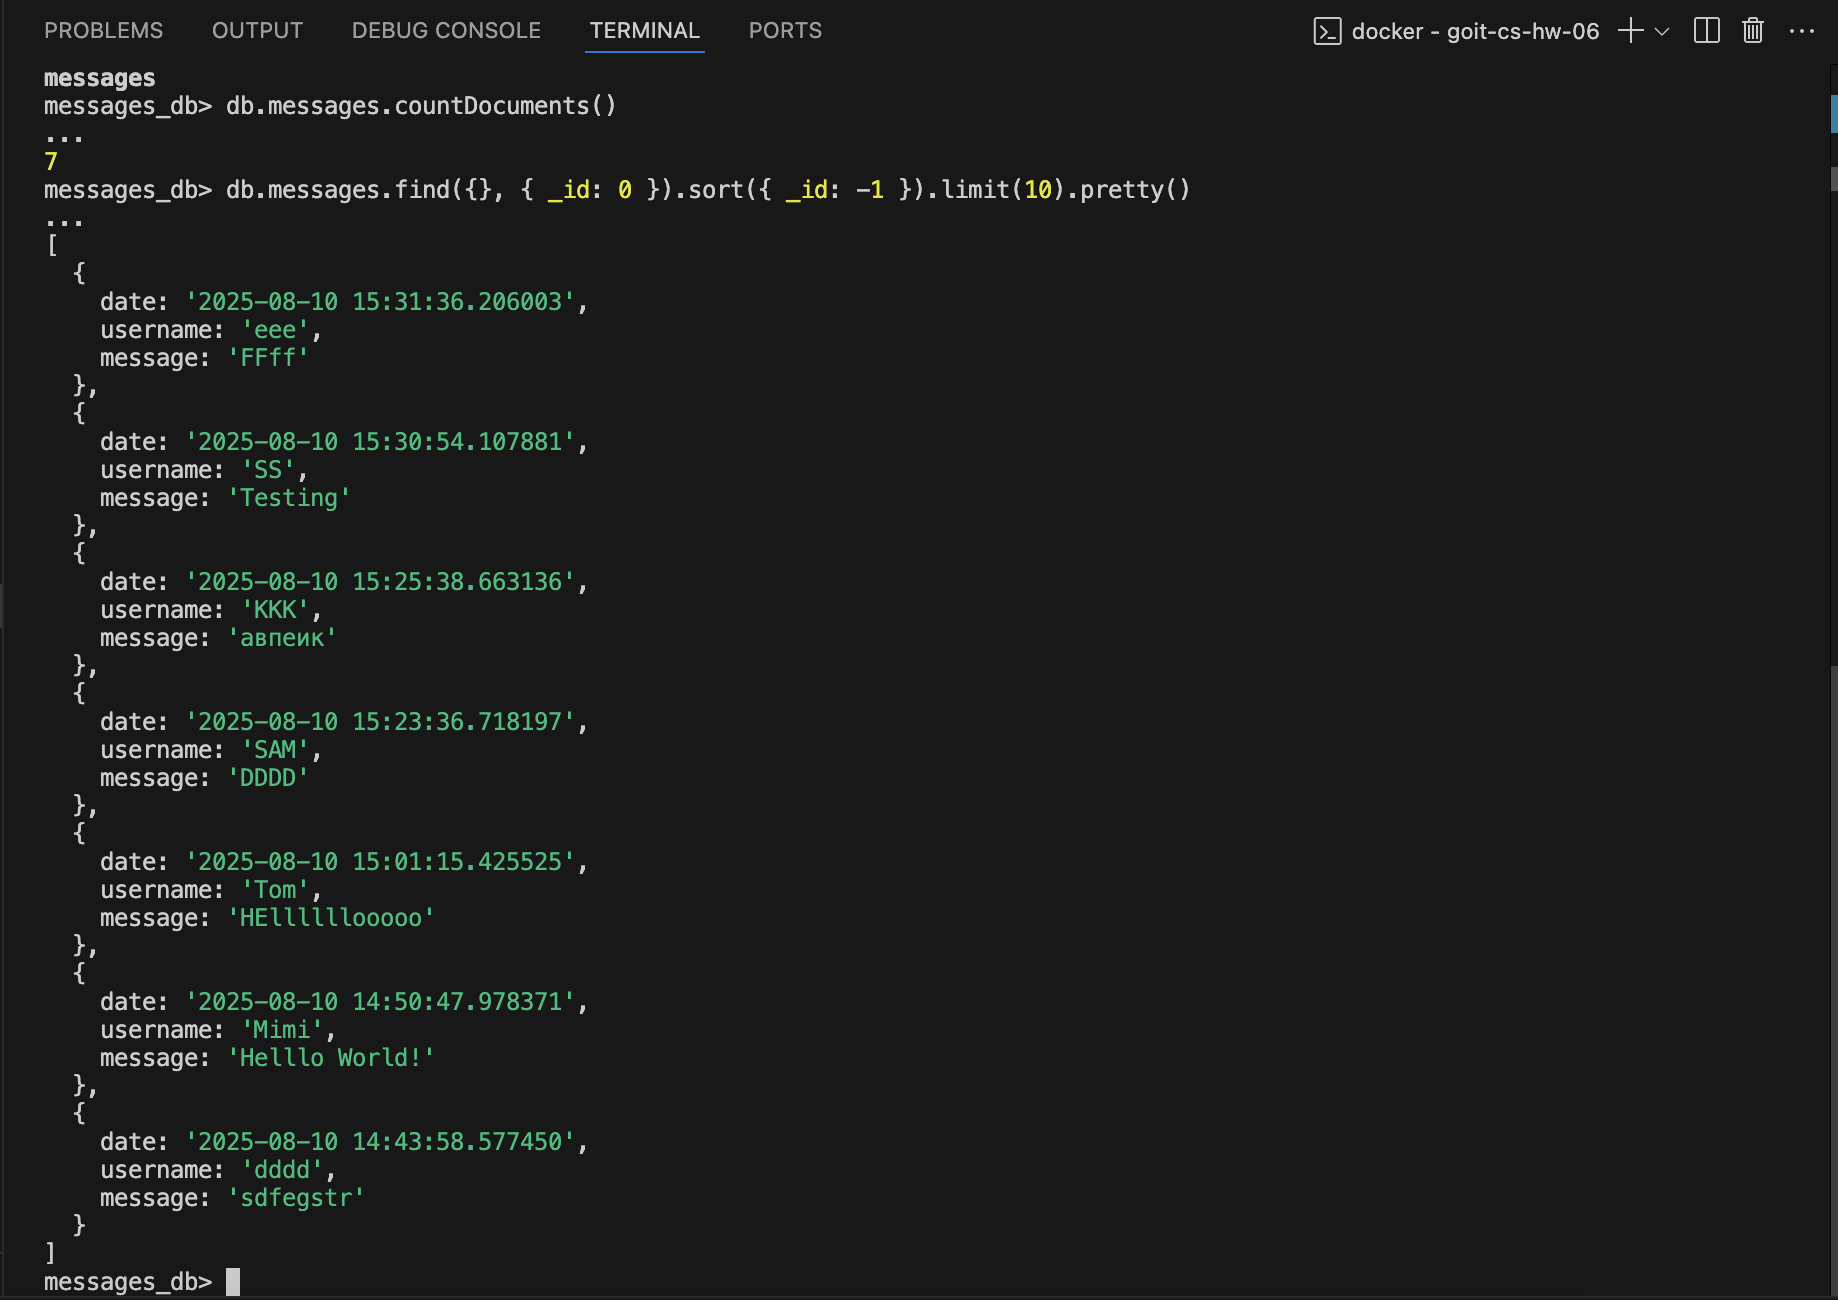 PROBLEMS OUTPUT DEBUG CONSOLE TERMINAL PORTS docker - goit-cs-hw-06
messages
messages_db> db.messages.countDocuments()
...
7
messages_db> db.messages.find({}, { _id: 0 }).sort({ _id: -1 }).limit(10).pretty()
...
[
  {
    date: '2025-08-10 15:31:36.206003',
    username: 'eee',
    message: 'FFff'
  },
  {
    date: '2025-08-10 15:30:54.107881',
    username: 'SS',
    message: 'Testing'
  },
  {
    date: '2025-08-10 15:25:38.663136',
    username: 'KKK',
    message: 'авпеик'
  },
  {
    date: '2025-08-10 15:23:36.718197',
    username: 'SAM',
    message: 'DDDD'
  },
  {
    date: '2025-08-10 15:01:15.425525',
    username: 'Tom',
    message: 'HEllllllooooo'
  },
  {
    date: '2025-08-10 14:50:47.978371',
    username: 'Mimi',
    message: 'Helllo World!'
  },
  {
    date: '2025-08-10 14:43:58.577450',
    username: 'dddd',
    message: 'sdfegstr'
  }
]
messages_db>